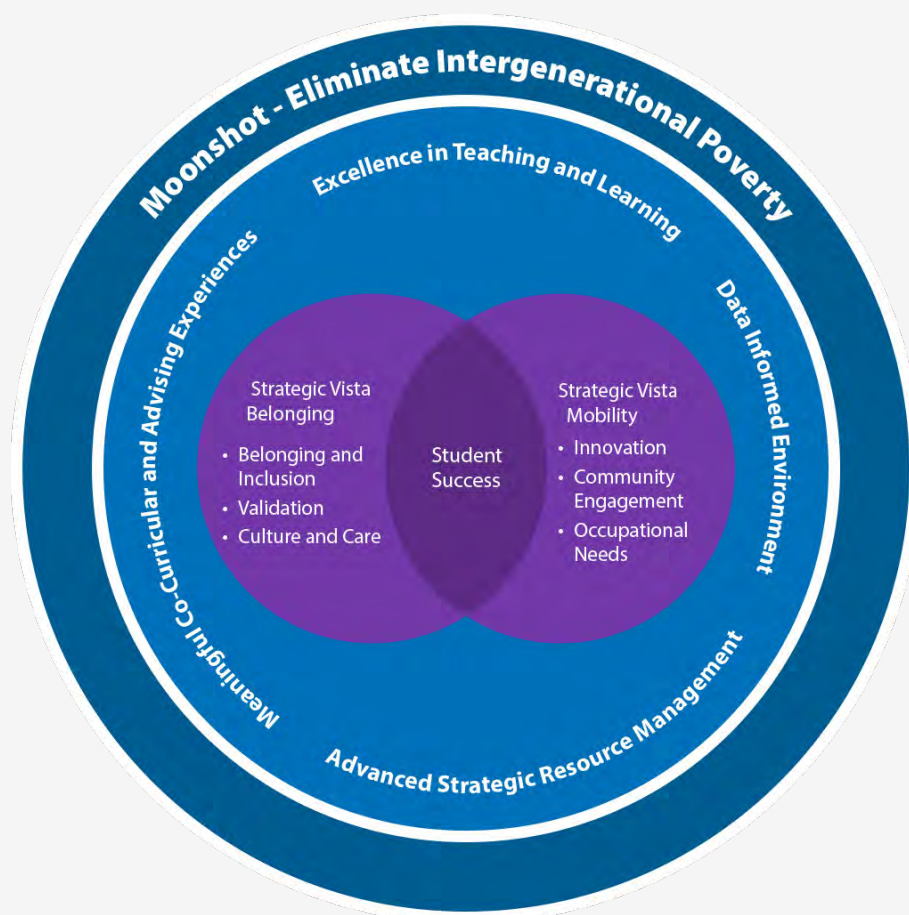 Moonshot - Eliminate Intergenerational Poverty
Excellence in Teaching and Learning
Data Informed Environment
Advanced Strategic Resource Management
Meaningful Co-Curricular and Advising Experiences
Strategic Vista
Belonging
• Belonging and
Inclusion
• Validation
• Culture and Care
Student
Success
Strategic Vista
Mobility
• Innovation
• Community
Engagement
• Occupational
Needs